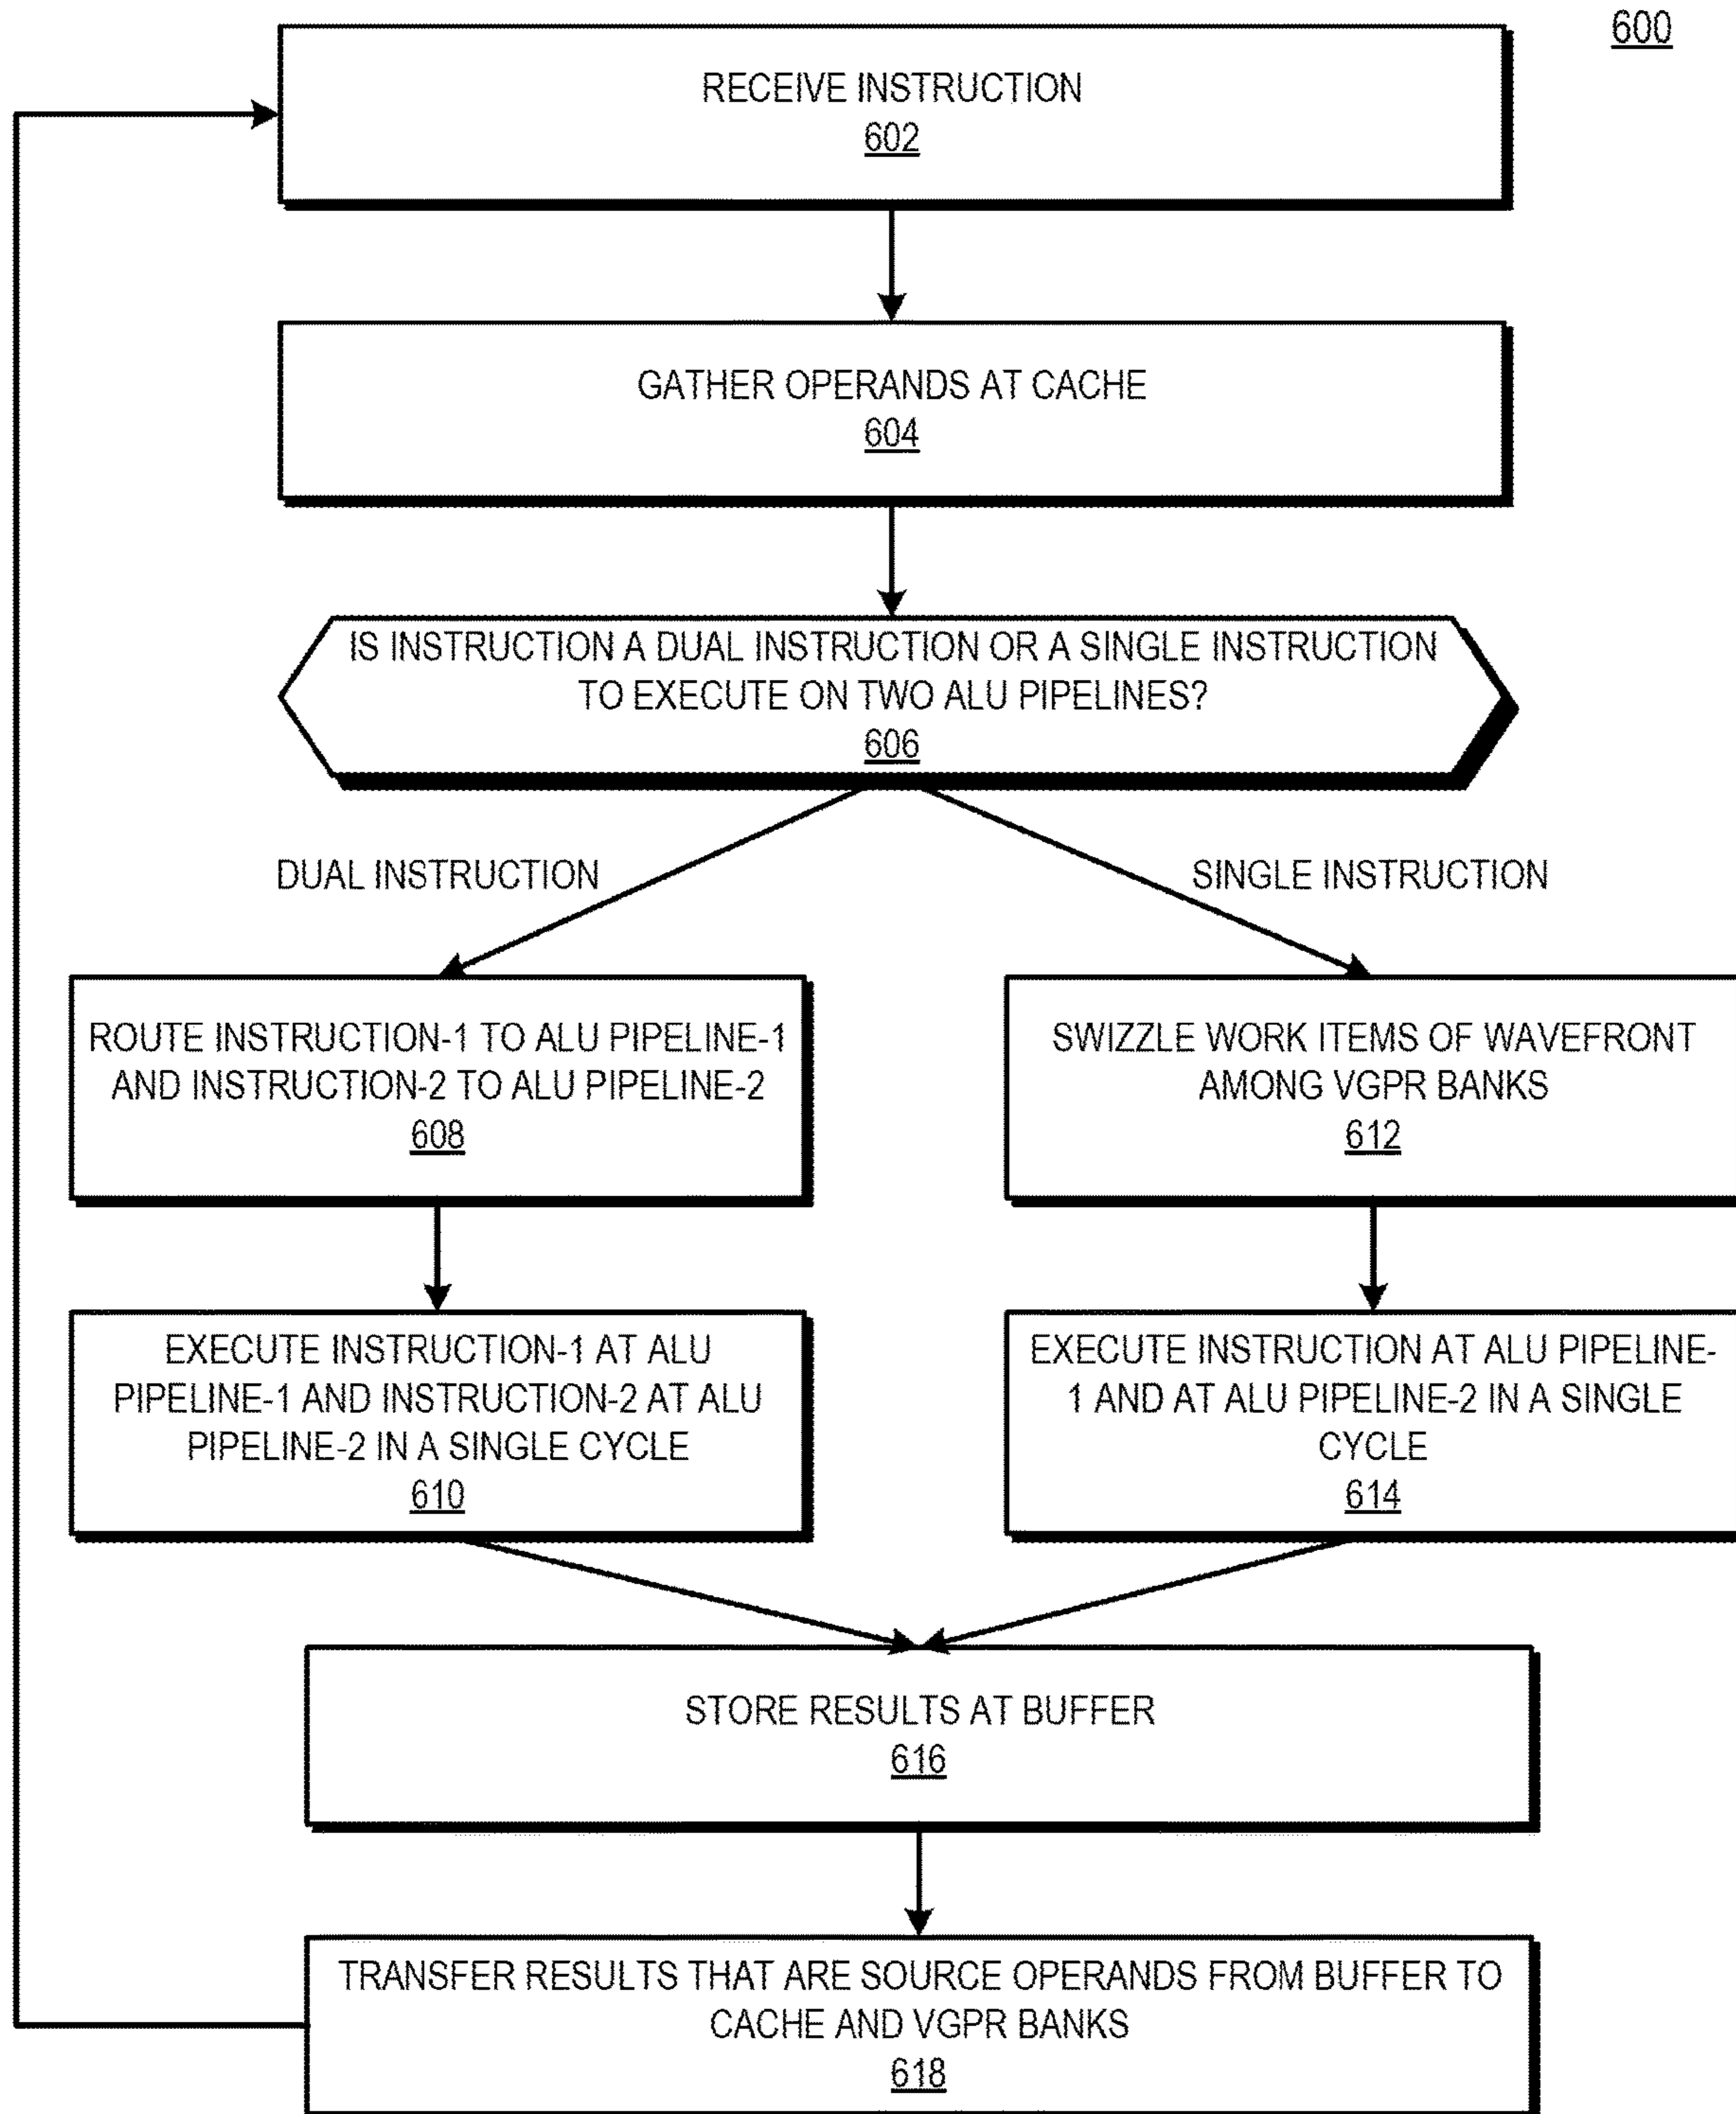 600
RECEIVE INSTRUCTION
602
GATHER OPERANDS AT CACHE
604
IS INSTRUCTION A DUAL INSTRUCTION OR A SINGLE INSTRUCTION
TO EXECUTE ON TWO ALU PIPELINES?
606
DUAL INSTRUCTION
SINGLE INSTRUCTION
ROUTE INSTRUCTION-1 TO ALU PIPELINE-1
AND INSTRUCTION-2 TO ALU PIPELINE-2
608
SWIZZLE WORK ITEMS OF WAVEFRONT
AMONG VGPR BANKS
612
EXECUTE INSTRUCTION-1 AT ALU
PIPELINE-1 AND INSTRUCTION-2 AT ALU
PIPELINE-2 IN A SINGLE CYCLE
610
EXECUTE INSTRUCTION AT ALU PIPELINE-
1 AND AT ALU PIPELINE-2 IN A SINGLE
CYCLE
614
STORE RESULTS AT BUFFER
616
TRANSFER RESULTS THAT ARE SOURCE OPERANDS FROM BUFFER TO
CACHE AND VGPR BANKS
618